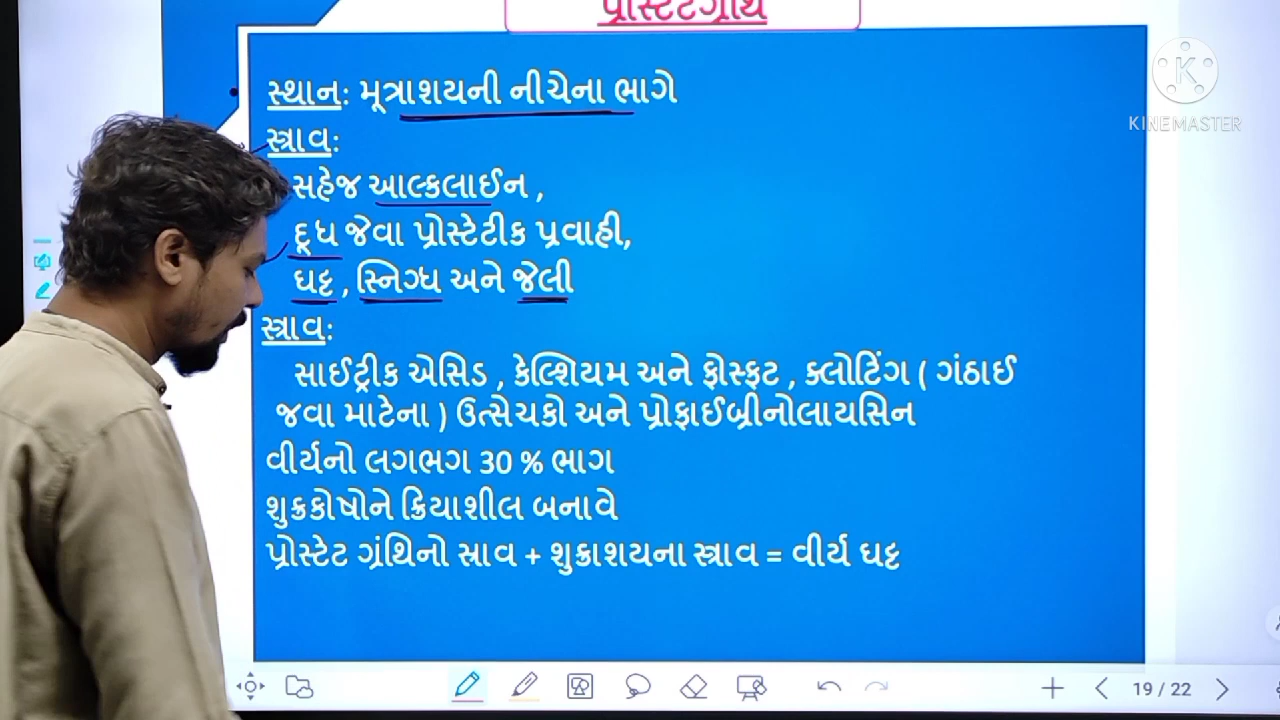 પ્રોસ્ટેટગ્રંથિ
સ્થાન: મૂત્રાશયની નીચેના ભાગે
સ્ત્રાવ:
સહેજ આલ્કલાઈન ,
દૂધ જેવા પ્રોસ્ટેટીક પ્રવાહી,
ઘટ્ટ , સ્નિગ્ધ અને જેલી
સ્ત્રાવ:
સાઈટ્રીક એસિડ , કેલ્શિયમ અને ફોસ્ફટ , ક્લોટિંગ ( ગંઠાઈ
જવા માટેના ) ઉત્સેચકો અને પ્રોફાઈબ્રીનોલાયસિન
વીર્યનો લગભગ 30 % ભાગ
શુક્રકોષોને ક્રિયાશીલ બનાવે
પ્રોસ્ટેટ ગ્રંથિનો સ્રાવ + શુક્રાશયના સ્ત્રાવ = વીર્ય ઘટ્ટ
K
KINEMASTER
19 / 22